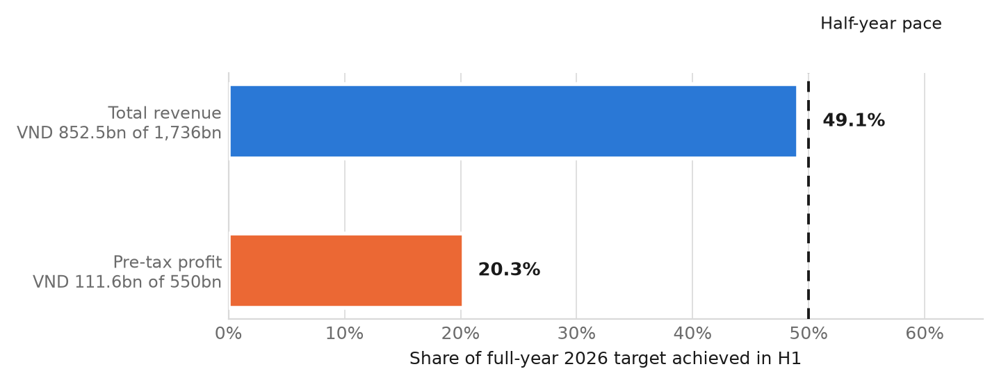 Half-year pace
Total revenue
VND 852.5bn of 1,736bn
49.1%
Pre-tax profit
VND 111.6bn of 550bn
20.3%
0% 10% 20% 30% 40% 50% 60%
Share of full-year 2026 target achieved in H1